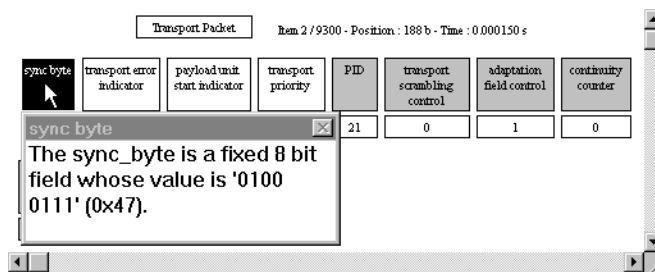 Transport Packet
Item 2 / 9300 - Position : 188 b - Time : 0.000150 s
sync byte
transport error
indicator
payload unit
start indicator
transport
priority
PID
transport
scrambling
control
adaptation
field control
continuity
counter
21
0
1
0
sync byte
The sync_byte is a fixed 8 bit
field whose value is '0100
0111' (0x47).